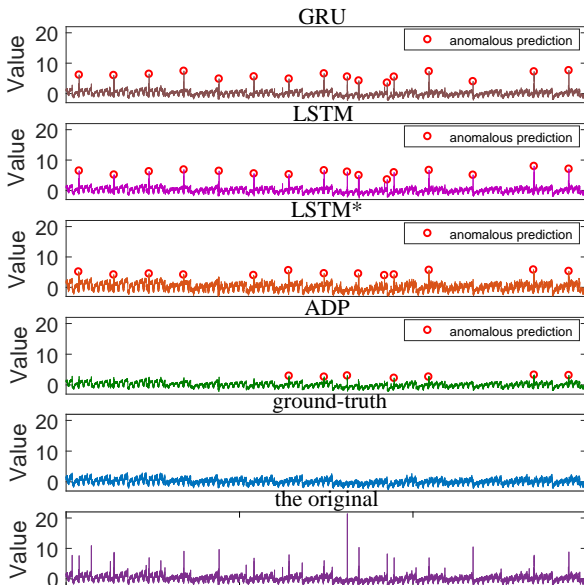 GRU
20
10
0
Value
anomalous prediction
LSTM
20
10
0
Value
anomalous prediction
LSTM*
20
10
0
Value
anomalous prediction
ADP
20
10
0
Value
anomalous prediction
ground-truth
20
10
0
Value
the original
20
10
0
Value